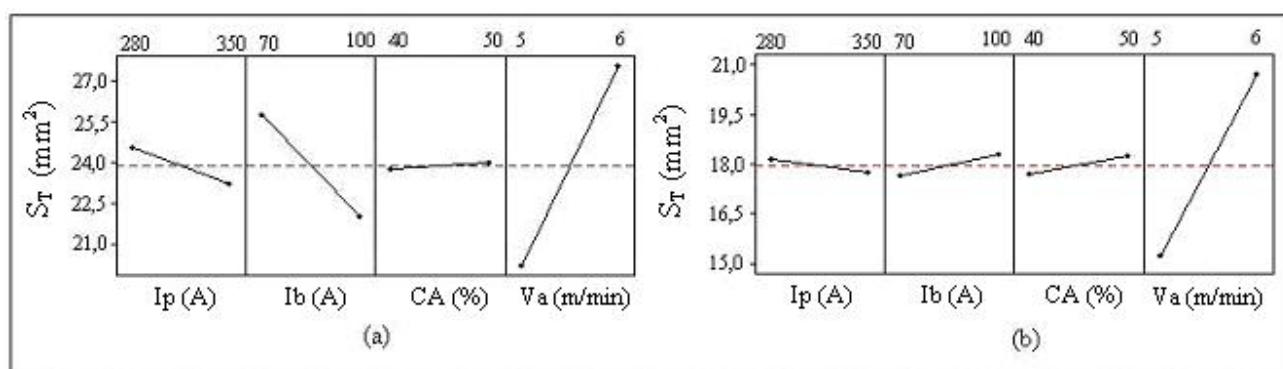 280 350 70 100 40 50 5 6
27,0
25,5
24,0
22,5
21,0
S_T (mm²)
Ip (A) Ib (A) CA (%) Va (m/min)
(a)
280 350 70 100 40 50 5 6
21,0
19,5
18,0
16,5
15,0
S_T (mm²)
Ip (A) Ib (A) CA (%) Va (m/min)
(b)